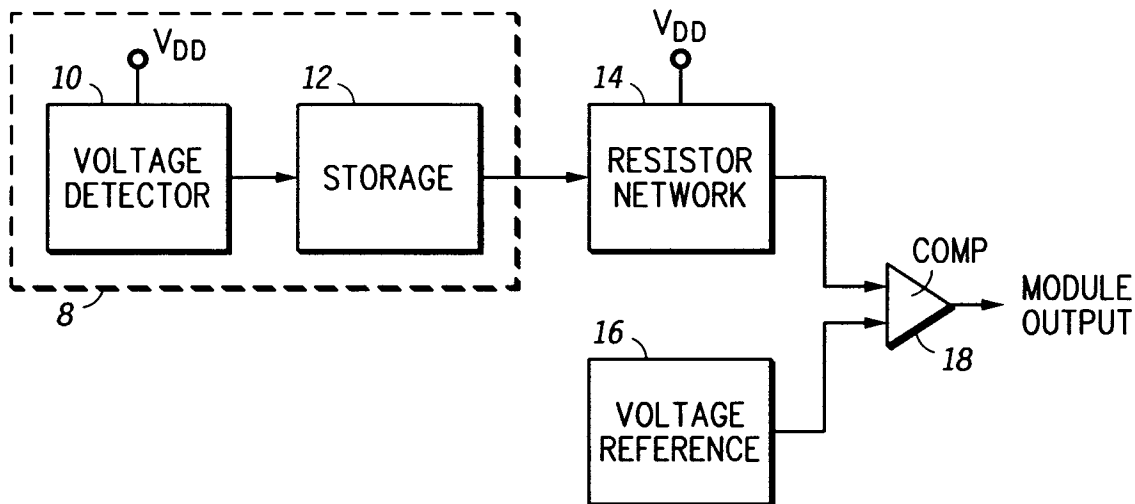 V_DD
10
VOLTAGE
DETECTOR
12
STORAGE
8
V_DD
14
RESISTOR
NETWORK
COMP
18
MODULE
OUTPUT
16
VOLTAGE
REFERENCE